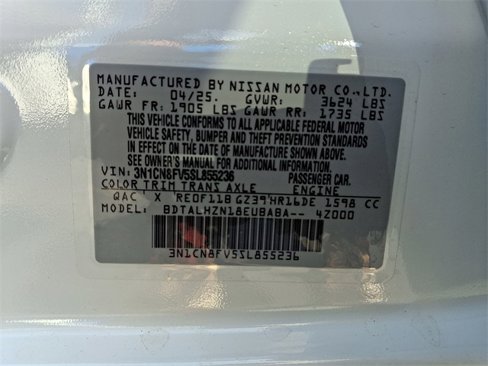 MANUFACTURED BY NISSAN MOTOR CO., LTD.
DATE: 04/25. GVWR: 3624 LBS
GAWR FR: 1905 LBS GAWR RR: 1735 LBS
THIS VEHICLE CONFORMS TO ALL APPLICABLE FEDERAL MOTOR
VEHICLE SAFETY, BUMPER AND THEFT PREVENTION STANDARDS
IN EFFECT ON THE DATE OF MANUFACTURE SHOWN ABOVE.
SEE OWNER'S MANUAL FOR ADDITIONAL INFORMATION.
VIN: 3N1CN8FV5SL855236 PASSENGER CAR.
COLOR TRIM TRANS AXLE ENGINE
QAC X RE0F11B GZ39 HR16DE 1598 CC
MODEL: BDTALHZN18EUBABA-- 4Z000
3N1CN8FV5SL855236